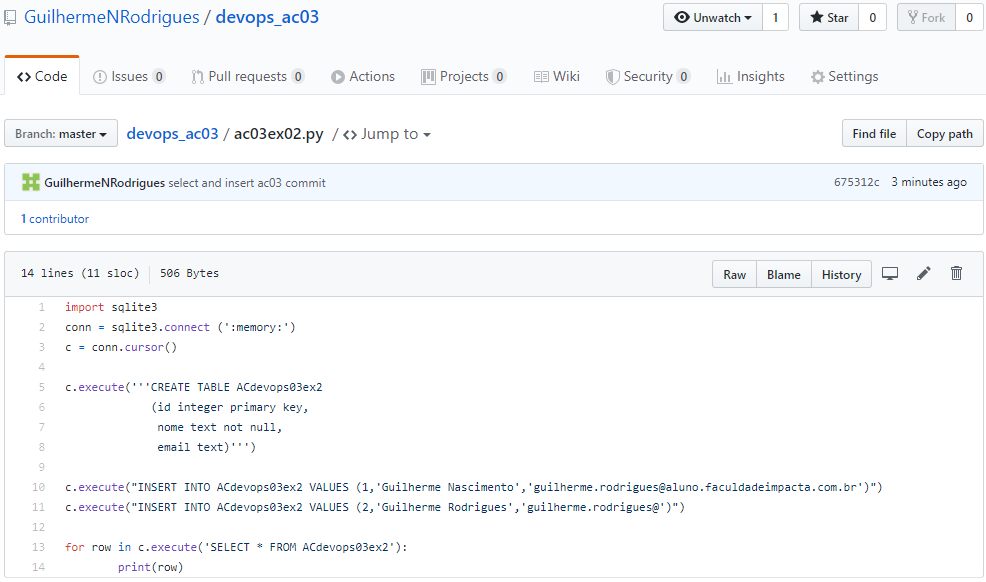 GuilhermeNRodrigues / devops_ac03
Unwatch 1 Star 0 Fork 0
Code Issues 0 Pull requests 0 Actions Projects 0 Wiki Security 0 Insights Settings
Branch: master devops_ac03 / ac03ex02.py / <> Jump to Find file Copy path
GuilhermeNRodrigues select and insert ac03 commit 675312c 3 minutes ago
1 contributor
14 lines (11 sloc) 506 Bytes Raw Blame History
1 import sqlite3
2 conn = sqlite3.connect (':memory:')
3 c = conn.cursor()
4
5 c.execute('''CREATE TABLE ACdevops03ex2
6 (id integer primary key,
7 nome text not null,
8 email text)''')
9
10 c.execute("INSERT INTO ACdevops03ex2 VALUES (1,'Guilherme Nascimento','guilherme.rodrigues@aluno.faculdadeimpacta.com.br')")
11 c.execute("INSERT INTO ACdevops03ex2 VALUES (2,'Guilherme Rodrigues','guilherme.rodrigues@')")
12
13 for row in c.execute('SELECT * FROM ACdevops03ex2'):
14 print(row)